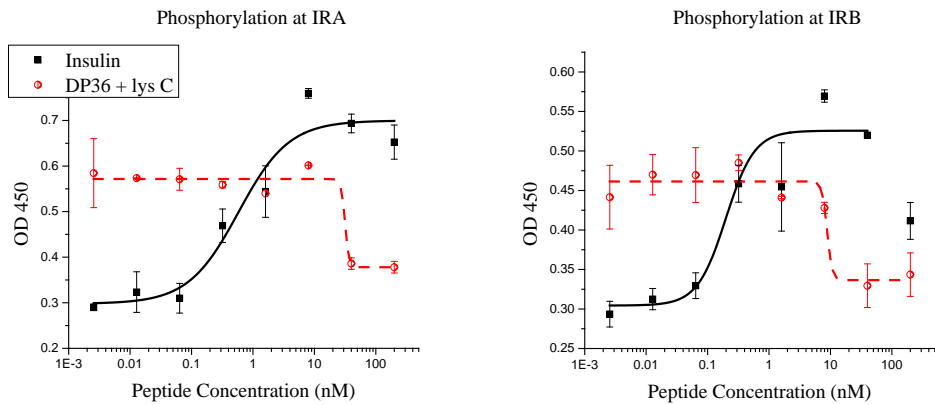 Phosphorylation at IRA
Insulin
DP36 + lys C
0.7
0.6
0.5
0.4
0.3
0.2
OD 450
1E-3
0.01
0.1
1
10
100
Peptide Concentration (nM)
Phosphorylation at IRB
0.60
0.55
0.50
0.45
0.40
0.35
0.30
0.25
OD 450
1E-3
0.01
0.1
1
10
100
Peptide Concentration (nM)